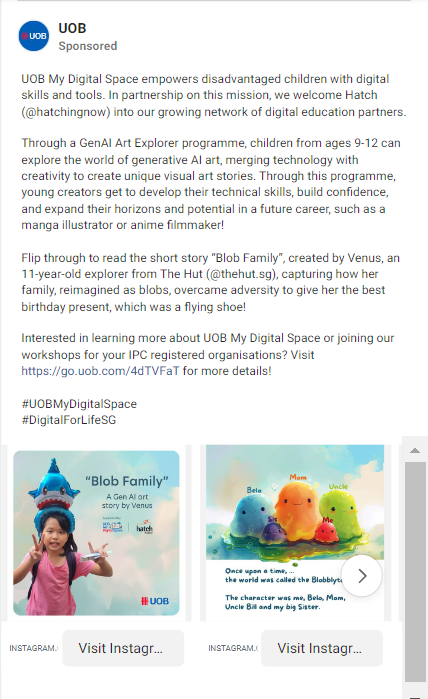 UOB
UOB
Sponsored
UOB My Digital Space empowers disadvantaged children with digital
skills and tools. In partnership on this mission, we welcome Hatch
(@hatchingnow) into our growing network of digital education partners.
Through a GenAI Art Explorer programme, children from ages 9-12 can
explore the world of generative AI art, merging technology with
creativity to create unique visual art stories. Through this programme,
young creators get to develop their technical skills, build confidence,
and expand their horizons and potential in a future career, such as a
manga illustrator or anime filmmaker!
Flip through to read the short story “Blob Family”, created by Venus, an
11-year-old explorer from The Hut (@thehut.sg), capturing how her
family, reimagined as blobs, overcame adversity to give her the best
birthday present, which was a flying shoe!
Interested in learning more about UOB My Digital Space or joining our
workshops for your IPC registered organisations? Visit
https://go.uob.com/4dTVFaT for more details!
#UOBMyDigitalSpace
#DigitalForLifeSG
“Blob Family”
A Gen AI art
story by Venus
hatch
UOB
Bela
Mom
Uncle
Sis
Me
Once upon a time, ...
the world was called the Blobblyto
The character was me, Bela, Mom,
Uncle Bill and my big Sister.
INSTAGRAM.
Visit Instagr...
INSTAGRAM.
Visit Instagr...